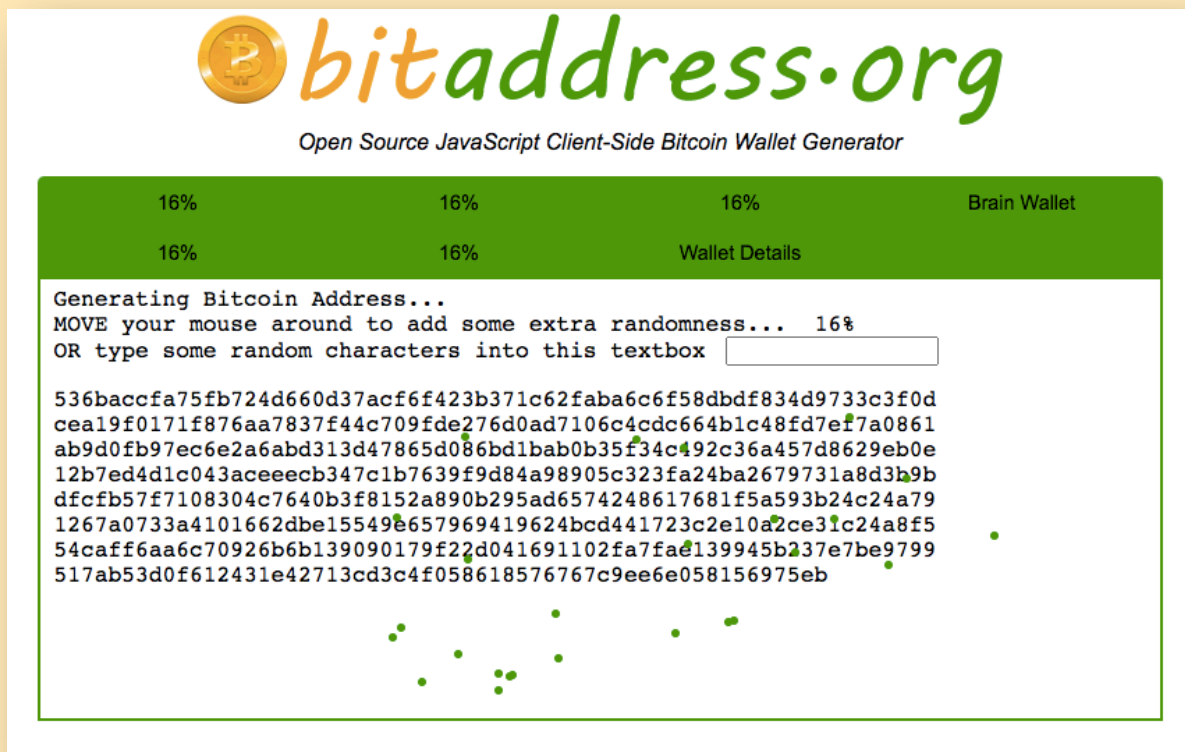 bitaddress.org
Open Source JavaScript Client-Side Bitcoin Wallet Generator
16% 16% 16% Brain Wallet
16% 16% Wallet Details
Generating Bitcoin Address...
MOVE your mouse around to add some extra randomness... 16%
OR type some random characters into this textbox
536baccfa75fb724d660d37acf6f423b371c62faba6c6f58dbdf834d9733c3f0d
cea19f0171f876aa7837f44c709fde276d0ad7106c4cdc664b1c48fd7ef7a0861
ab9d0fb97ec6e2a6abd313d47865d086bd1bab0b35f34c492c36a457d8629eb0e
12b7ed4d1c043aceeecb347c1b7639f9d84a98905c323fa24ba2679731a8d3b9b
dfcfb57f7108304c7640b3f8152a890b295ad6574248617681f5a593b24c24a79
1267a0733a4101662dbe15549e657969419624bcd441723c2e10a2ce31c24a8f5
54caff6aa6c70926b6b139090179f22d041691102fa7fae139945b237e7be9799
517ab53d0f612431e42713cd3c4f058618576767c9ee6e058156975eb